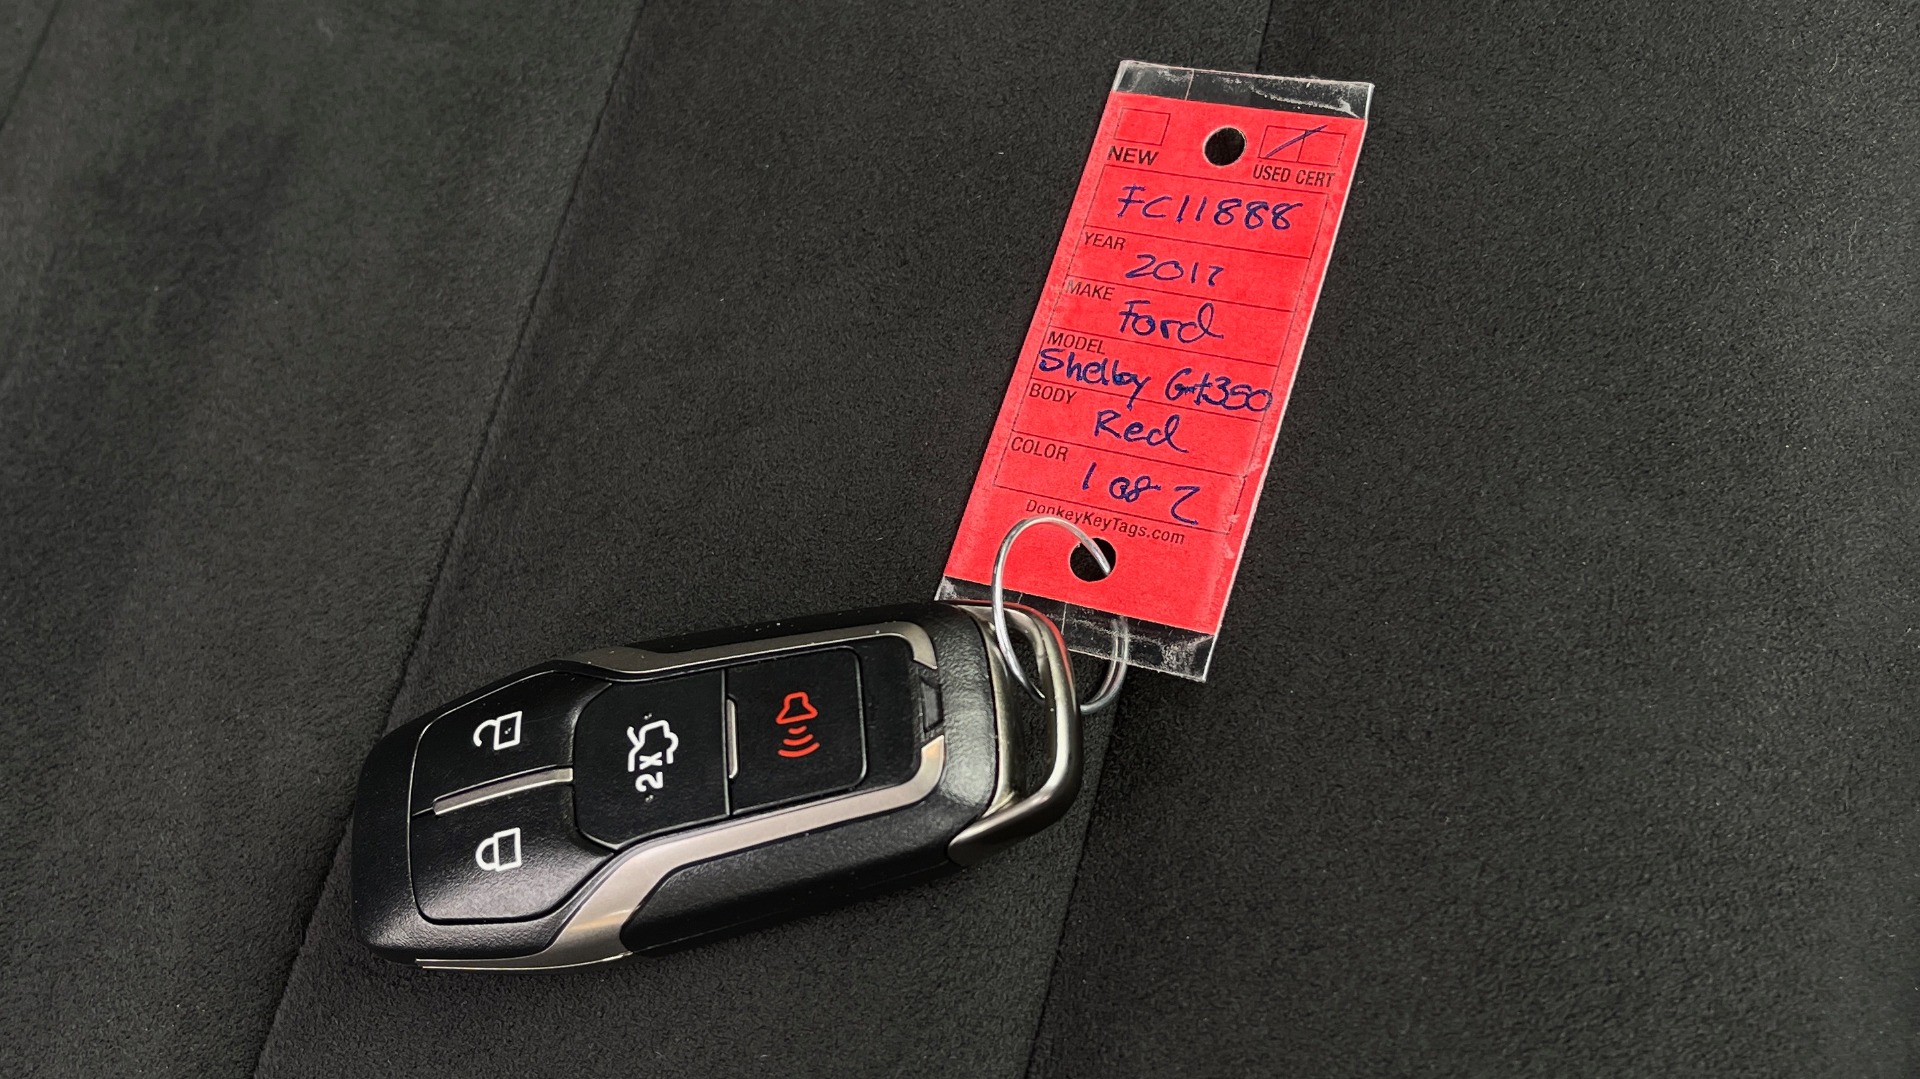 NEW USED CERT
FC11888
YEAR
2017
MAKE
Ford
MODEL
Shelby Gt350
BODY
Red
COLOR
1 of 2
DonkeyKeyTags.com
2X